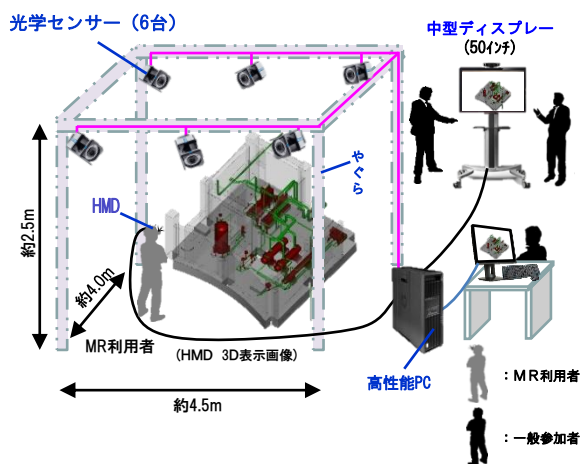 光学センサー（6台）
中型ディスプレー
(50ｲﾝﾁ)
やぐら
HMD
約2.5m
約4.0m
MR利用者
(HMD 3D表示画像)
高性能PC
約4.5m
：ＭＲ利用者
：一般参加者